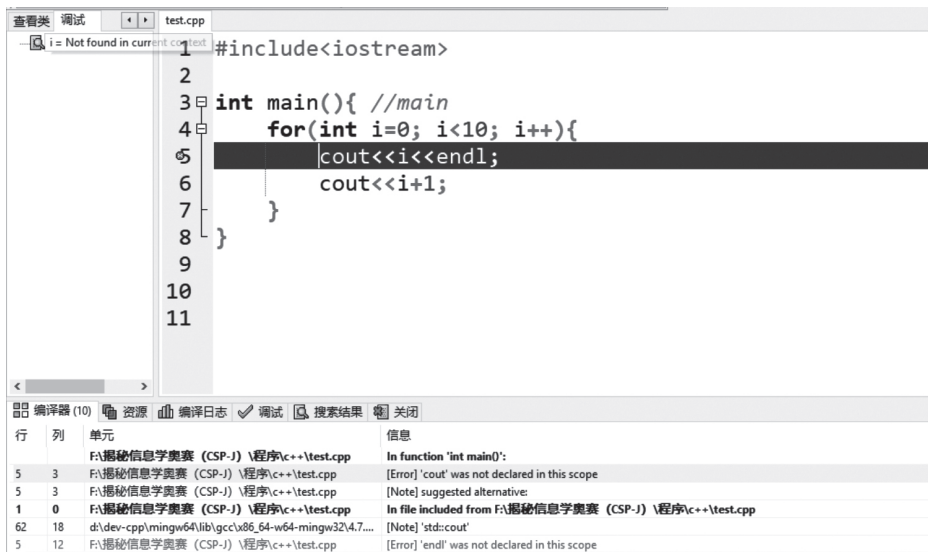 查看类 调试 test.cpp
i = Not found in current context
1 #include<iostream>
2
3 int main(){ //main
4 for(int i=0; i<10; i++){
5 cout<<i<<endl;
6 cout<<i+1;
7 }
8 }
9
10
11
编译器 (10) 资源 编译日志 调试 搜索结果 关闭
行 列 单元 信息
F:\揭秘信息学奥赛（CSP-J）\程序\c++\test.cpp In function 'int main()':
5 3 F:\揭秘信息学奥赛（CSP-J）\程序\c++\test.cpp [Error] 'cout' was not declared in this scope
5 3 F:\揭秘信息学奥赛（CSP-J）\程序\c++\test.cpp [Note] suggested alternative:
1 0 F:\揭秘信息学奥赛（CSP-J）\程序\c++\test.cpp In file included from F:\揭秘信息学奥赛（CSP-J）\程序\c++\test.cpp
62 18 d:\dev-cpp\mingw64\lib\gcc\x86_64-w64-mingw32\4.7.... [Note] 'std::cout'
5 12 F:\揭秘信息学奥赛（CSP-J）\程序\c++\test.cpp [Error] 'endl' was not declared in this scope